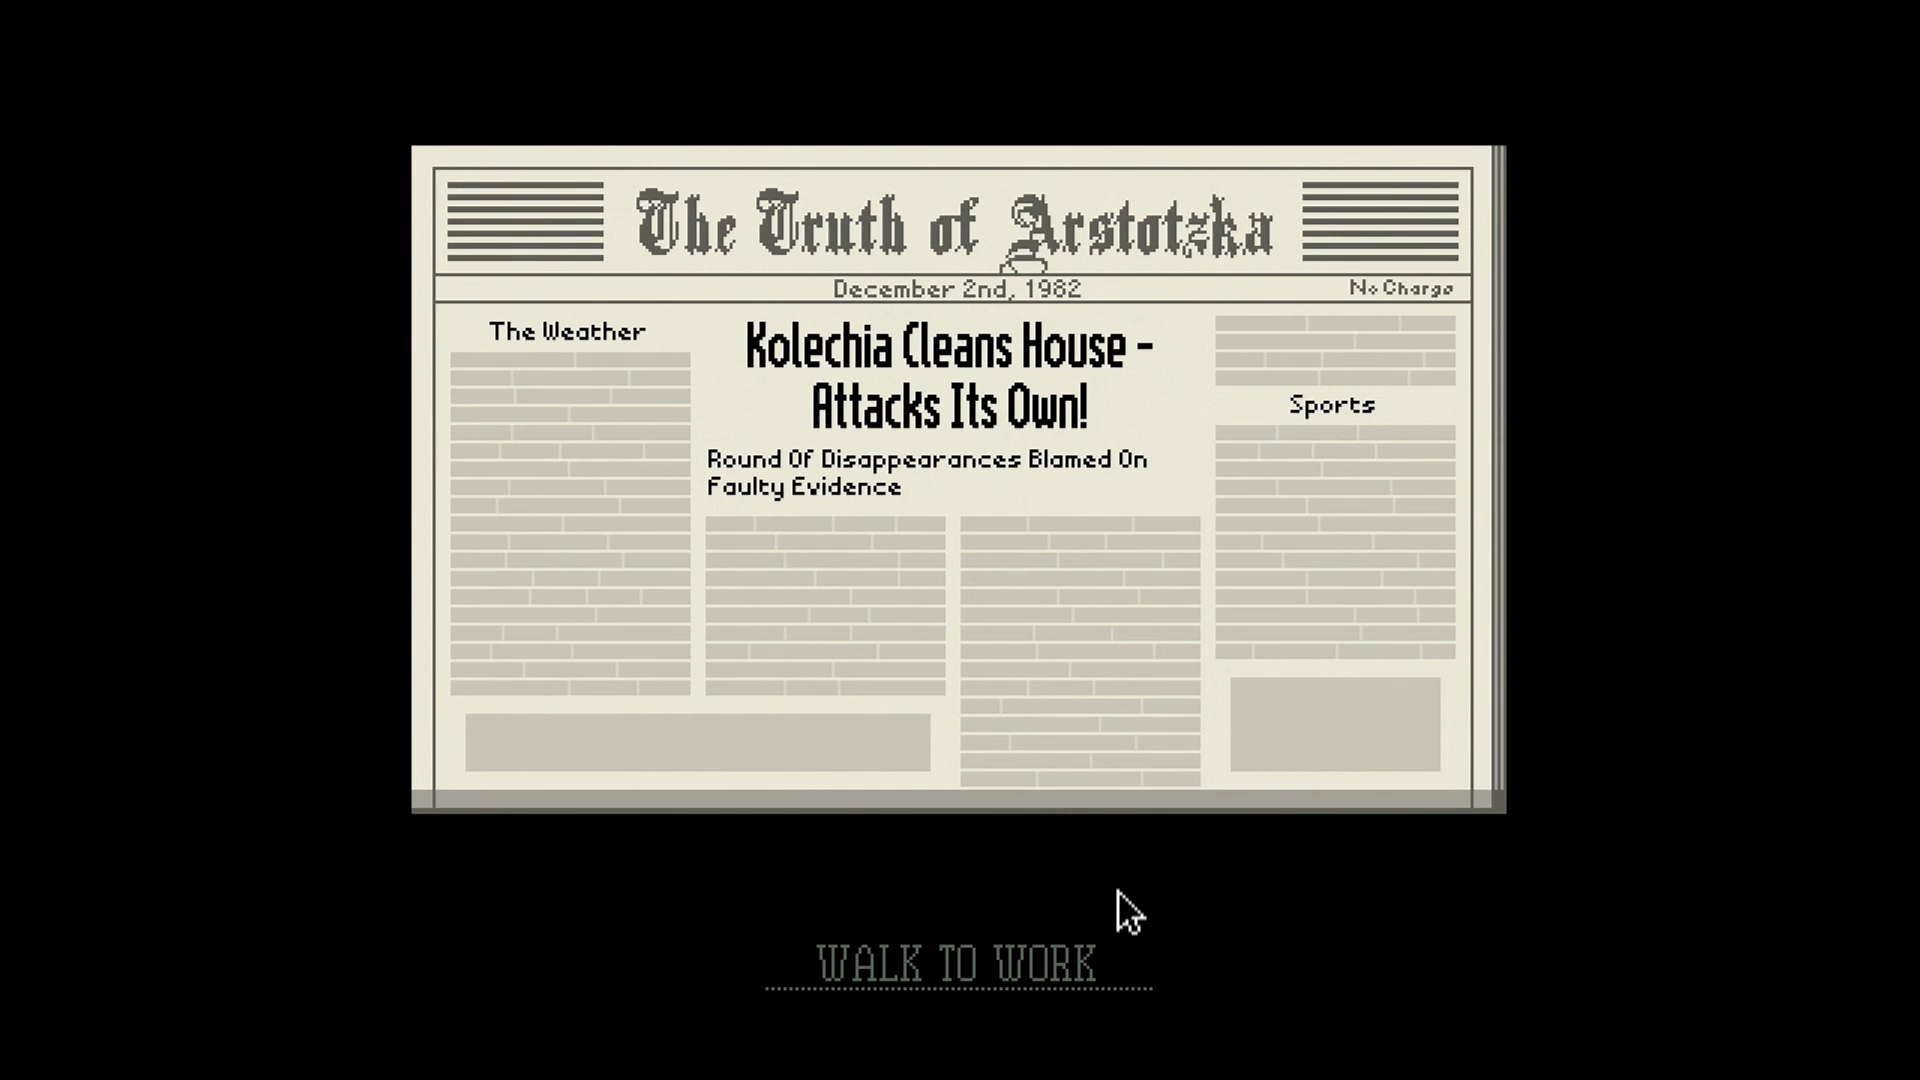 The Truth of Arstotzka
December 2nd, 1982
No Charge
The Weather
Kolechia Cleans House -
Attacks Its Own!
Round Of Disappearances Blamed On
Faulty Evidence
Sports
WALK TO WORK